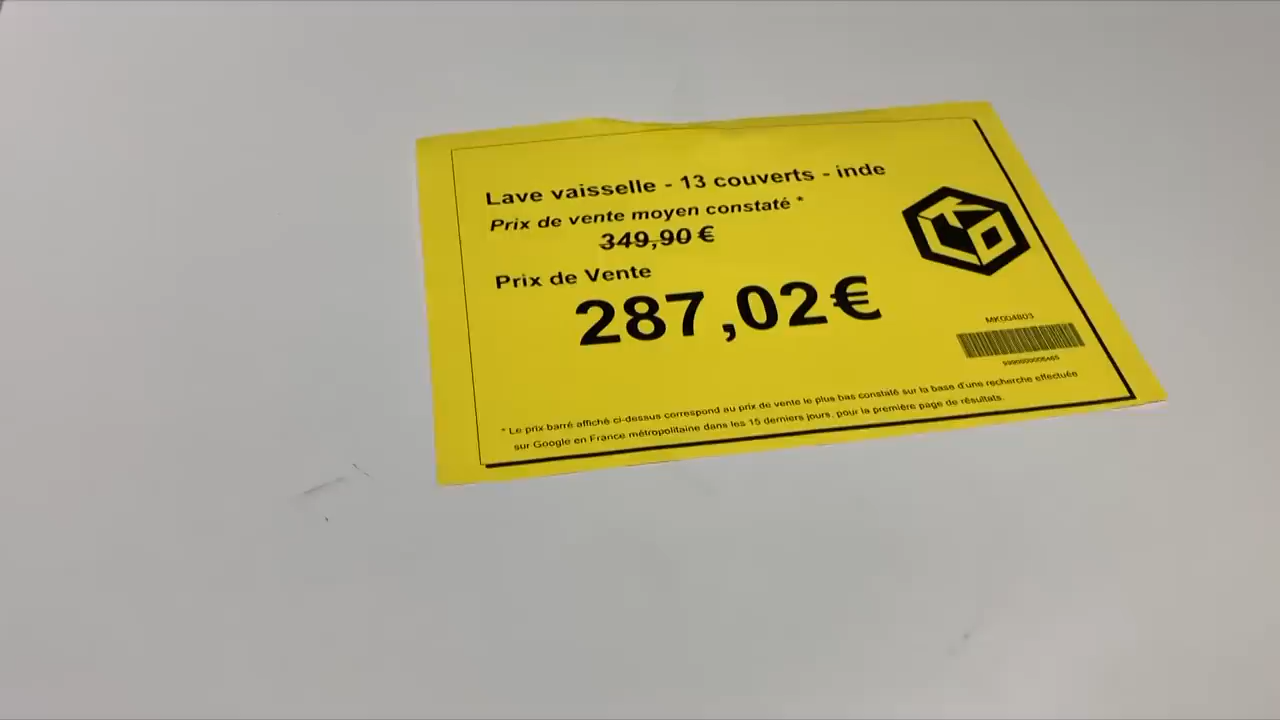 Lave vaisselle - 13 couverts - inde
Prix de vente moyen constaté *
349,90 €
Prix de Vente
287,02€
MK004803
* Le prix barré affiché ci-dessus correspond au prix de vente le plus bas constaté sur la base d'une recherche effectuée
sur Google en France métropolitaine dans les 15 derniers jours, pour la première page de résultats.